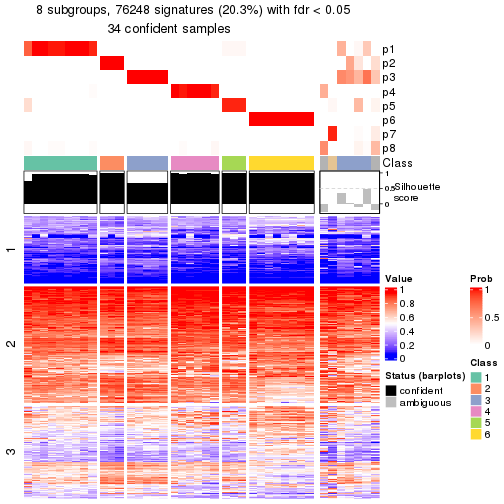 8 subgroups, 76248 signatures (20.3%) with fdr < 0.05
34 confident samples
p1
p2
p3
p4
p5
p6
p7
p8
Class
1
0.5
0
Silhouette
score
1
2
3
Value
1
0.8
0.6
0.4
0.2
0
Status (barplots)
confident
ambiguous
Prob
1
0.5
0
Class
1
2
3
4
5
6